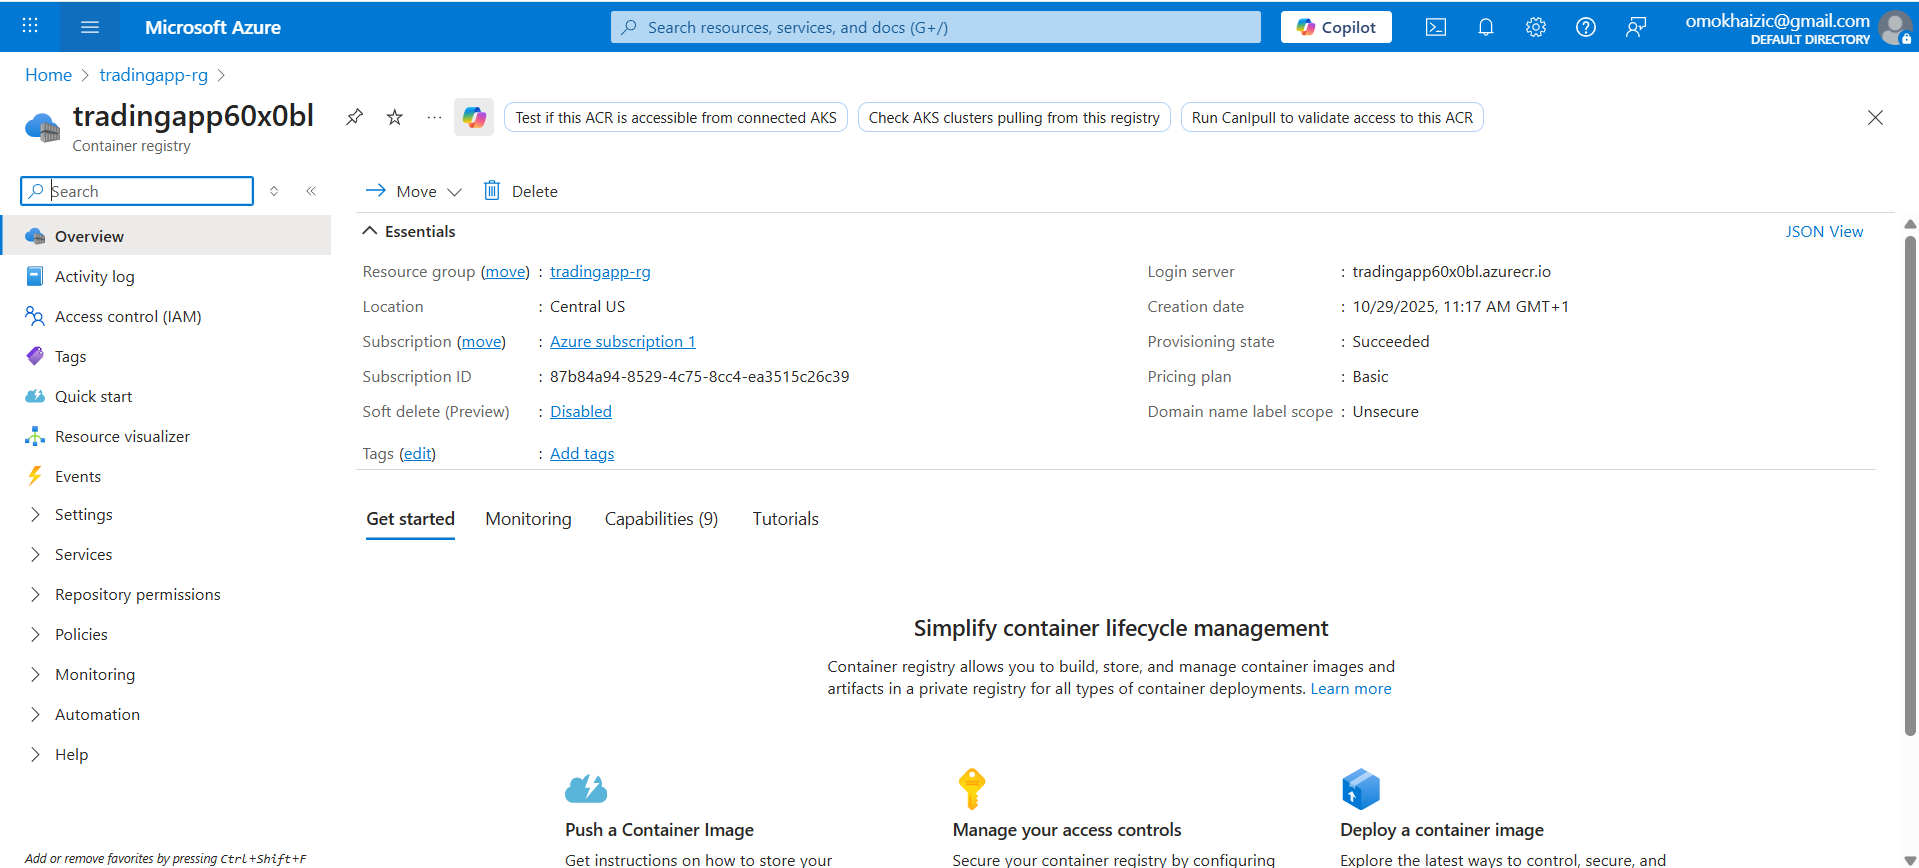 Microsoft Azure
Search resources, services, and docs (G+/)
Copilot
omokhaizic@gmail.com
DEFAULT DIRECTORY
Home > tradingapp-rg >
tradingapp60x0bl
Container registry
Test if this ACR is accessible from connected AKS
Check AKS clusters pulling from this registry
Run CanIpull to validate access to this ACR
Search
Move
Delete
Overview
Activity log
Access control (IAM)
Tags
Quick start
Resource visualizer
Events
Settings
Services
Repository permissions
Policies
Monitoring
Automation
Help
Add or remove favorites by pressing Ctrl+Shift+F
Essentials
JSON View
Resource group (move) : tradingapp-rg
Location : Central US
Subscription (move) : Azure subscription 1
Subscription ID : 87b84a94-8529-4c75-8cc4-ea3515c26c39
Soft delete (Preview) : Disabled
Tags (edit) : Add tags
Login server : tradingapp60x0bl.azurecr.io
Creation date : 10/29/2025, 11:17 AM GMT+1
Provisioning state : Succeeded
Pricing plan : Basic
Domain name label scope : Unsecure
Get started
Monitoring
Capabilities (9)
Tutorials
Simplify container lifecycle management
Container registry allows you to build, store, and manage container images and
artifacts in a private registry for all types of container deployments. Learn more
Push a Container Image
Get instructions on how to store your
Manage your access controls
Secure your container registry by configuring
Deploy a container image
Explore the latest ways to control, secure, and